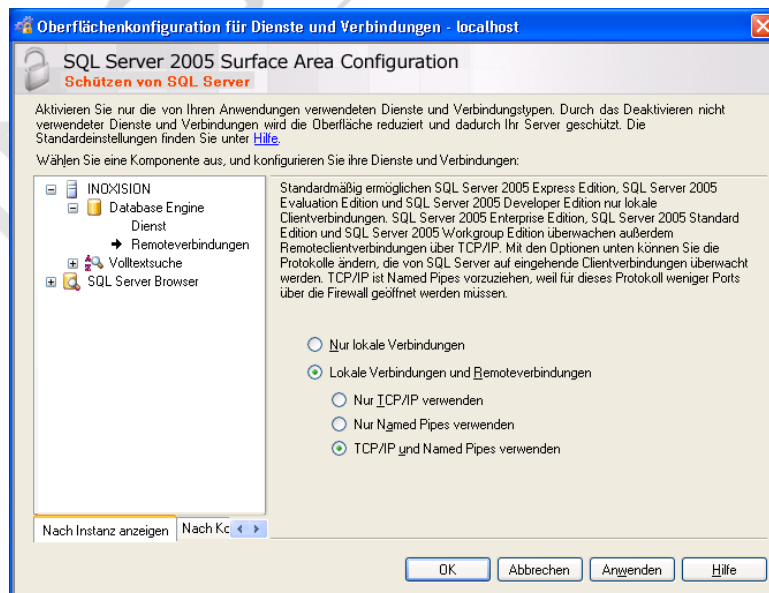 Oberflächenkonfiguration für Dienste und Verbindungen - localhost
SQL Server 2005 Surface Area Configuration
Schützen von SQL Server
Aktivieren Sie nur die von Ihren Anwendungen verwendeten Dienste und Verbindungstypen. Durch das Deaktivieren nicht
verwendeter Dienste und Verbindungen wird die Oberfläche reduziert und dadurch Ihr Server geschützt. Die
Standardeinstellungen finden Sie unter Hilfe.
Wählen Sie eine Komponente aus, und konfigurieren Sie ihre Dienste und Verbindungen:
INOXISION
Database Engine
Dienst
Remoteverbindungen
Volltextsuche
SQL Server Browser
Nach Instanz anzeigen
Nach Kc
Standardmäßig ermöglichen SQL Server 2005 Express Edition, SQL Server 2005
Evaluation Edition und SQL Server 2005 Developer Edition nur lokale
Clientverbindungen. SQL Server 2005 Enterprise Edition, SQL Server 2005 Standard
Edition und SQL Server 2005 Workgroup Edition überwachen außerdem
Remoteclientverbindungen über TCP/IP. Mit den Optionen unten können Sie die
Protokolle ändern, die von SQL Server auf eingehende Clientverbindungen überwacht
werden. TCP/IP ist Named Pipes vorzuziehen, weil für dieses Protokoll weniger Ports
über die Firewall geöffnet werden müssen.
Nur lokale Verbindungen
Lokale Verbindungen und Remoteverbindungen
Nur TCP/IP verwenden
Nur Named Pipes verwenden
TCP/IP und Named Pipes verwenden
OK
Abbrechen
Anwenden
Hilfe